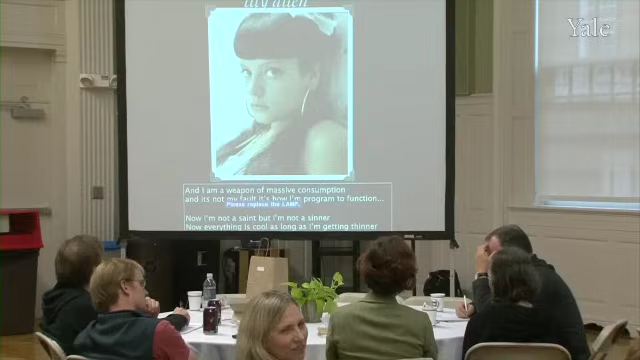 lily allen
Yale
And I am a weapon of massive consumption
and its not my fault it's how I'm program to function...
Please replace the LAMP.
Now I'm not a saint but I'm not a sinner
Now everything is cool as long as I'm getting thinner